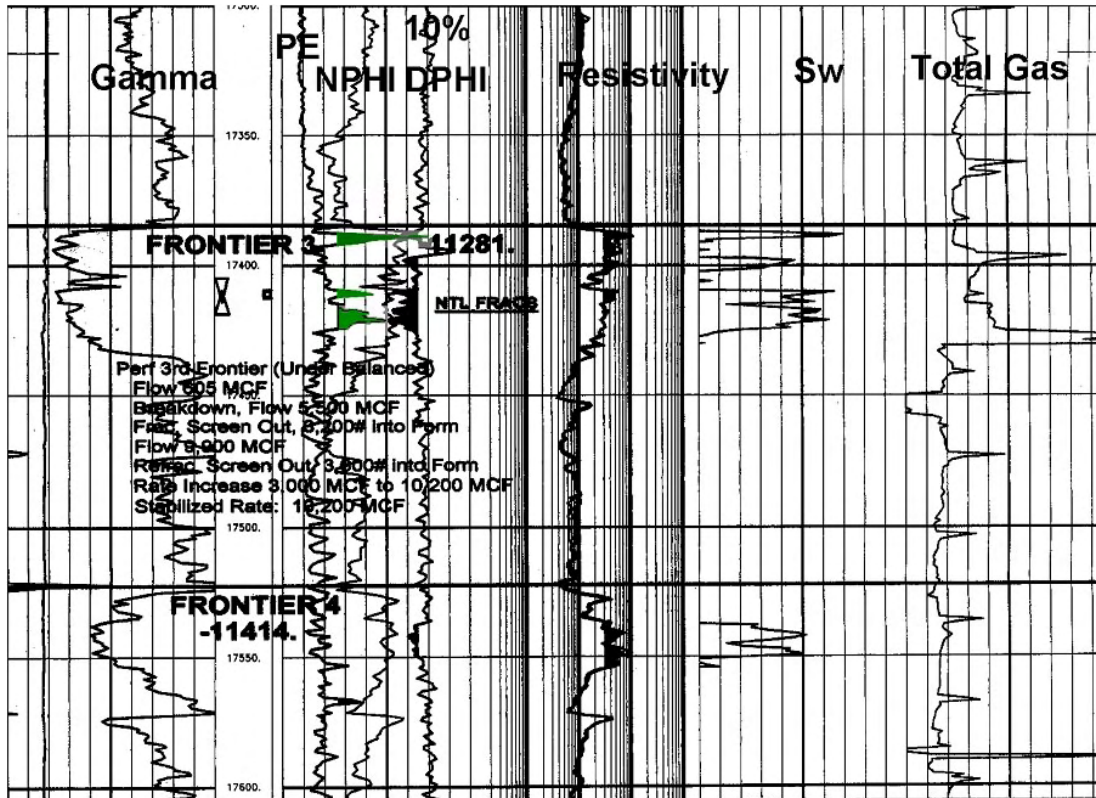 17300.
10%
PE
Gamma
NPHI DPHI
Resistivity
Sw
Total Gas
17350.
FRONTIER 3
-11281.
17400.
NTL FRACS
Perf 3rd Frontier (Under Balanced)
Flow 605 MCF
Breakdown, Flow 5,500 MCF
Frac, Screen Out, 8,200# into Form
Flow 9,900 MCF
Refrac, Screen Out, 3,000# into Form
Rate Increase 3,000 MCF to 10,200 MCF
Stabilized Rate: MCF
17500.
FRONTIER 4
-11414.
17550.
17600.